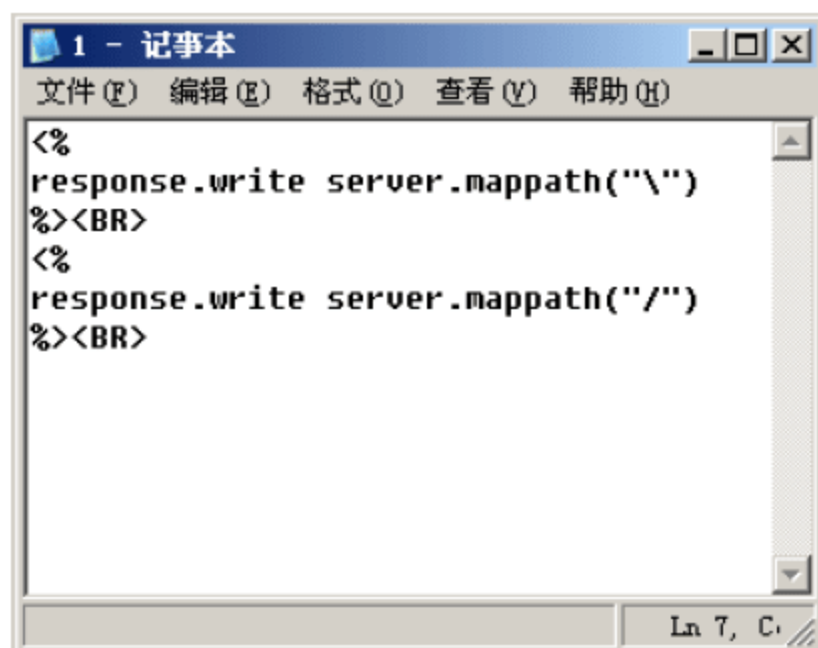 1 - 记事本
文件(F) 编辑(E) 格式(O) 查看(V) 帮助(H)
<%
response.write server.mappath("\")
%><BR>
<%
response.write server.mappath("/")
%><BR>
Ln 7,